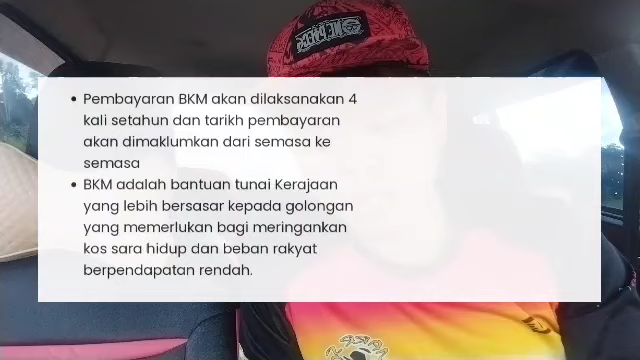 Pembayaran BKM akan dilaksanakan 4
kali setahun dan tarikh pembayaran
akan dimaklumkan dari semasa ke
semasa
BKM adalah bantuan tunai Kerajaan
yang lebih bersasar kepada golongan
yang memerlukan bagi meringankan
kos sara hidup dan beban rakyat
berpendapatan rendah.